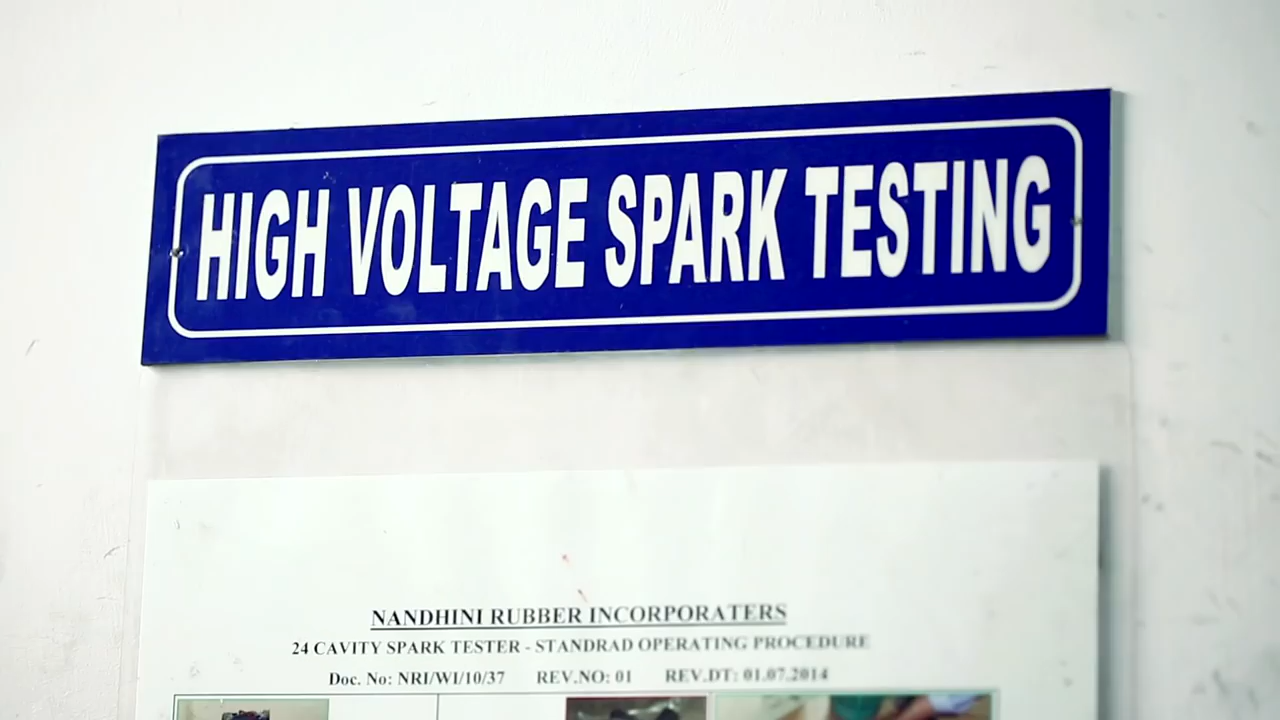 HIGH VOLTAGE SPARK TESTING
NANDHINI RUBBER INCORPORATERS
24 CAVITY SPARK TESTER - STANDRAD OPERATING PROCEDURE
Doc. No: NRI/WI/10/37 REV.NO: 01 REV.DT: 01.07.2014